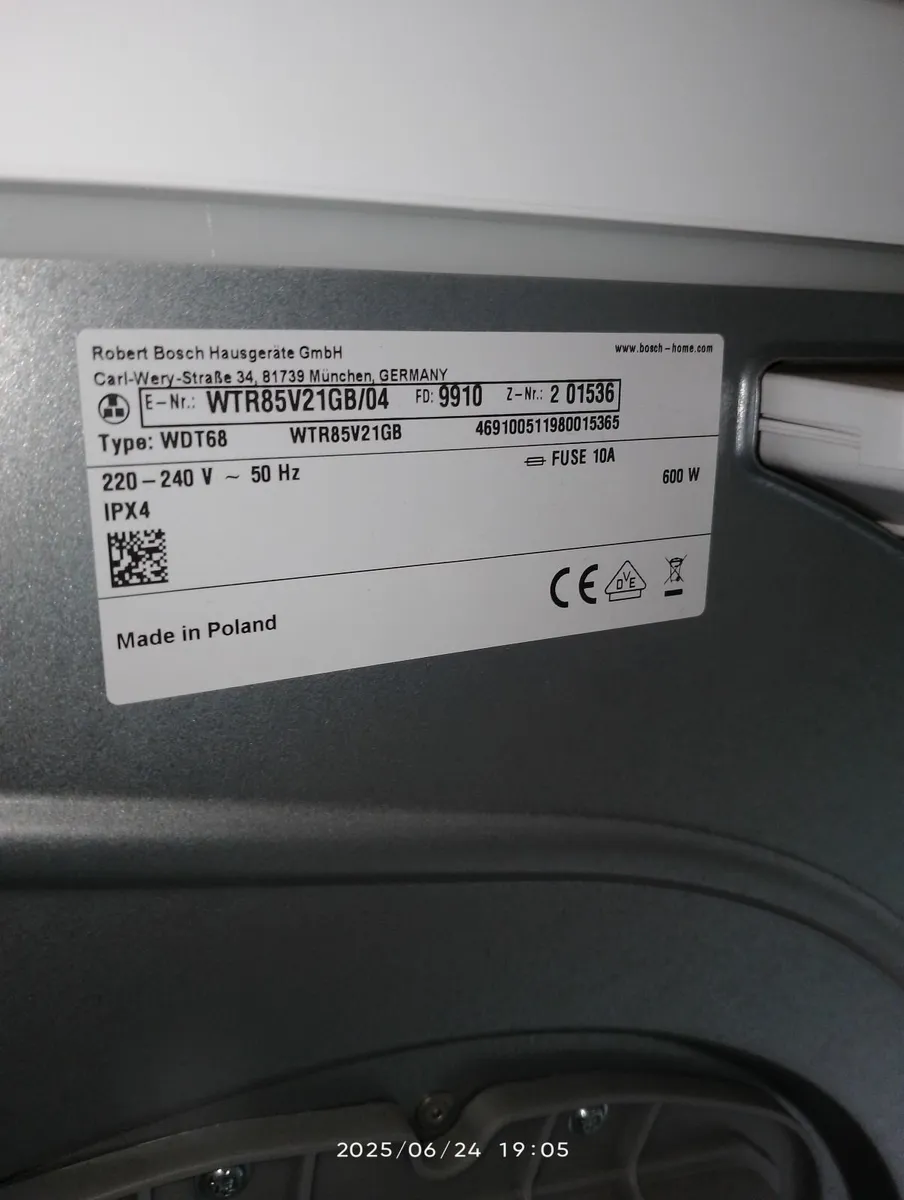 Robert Bosch Hausgeräte GmbH
www.bosch-home.com
Carl-Wery-Straße 34, 81739 München, GERMANY
E-Nr.: WTR85V21GB/04 FD: 9910 Z-Nr.: 2 01536
Type: WDT68 WTR85V21GB 469100511980015365
220-240 V ~ 50 Hz FUSE 10A
600 W
IPX4
CE DVE
Made in Poland
2025/06/24 19:05